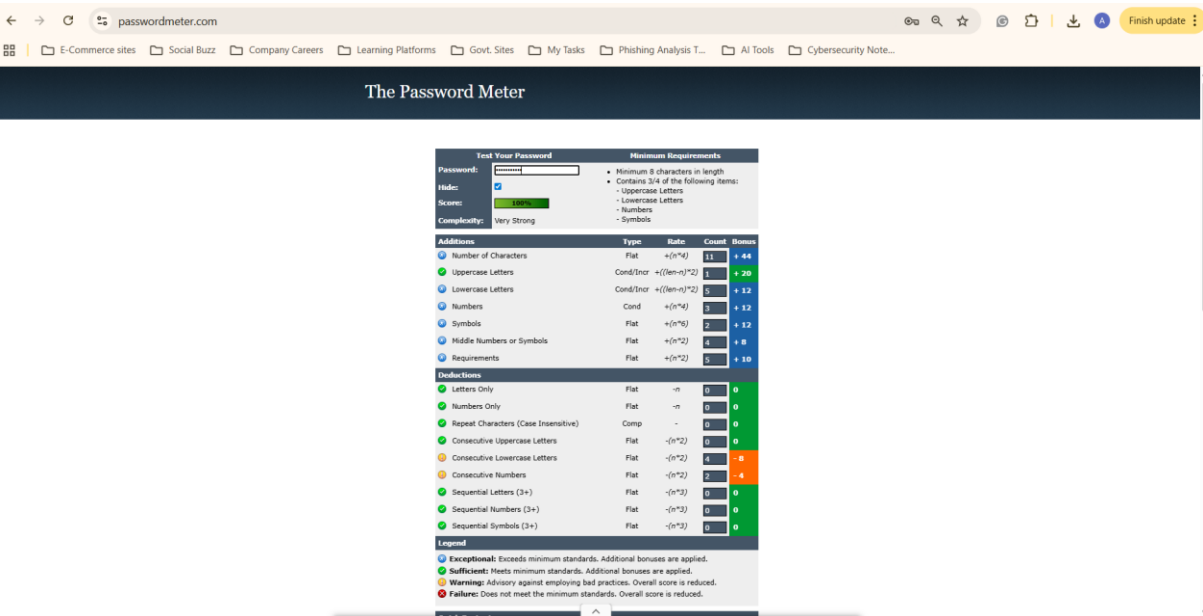 passwordmeter.com
Finish update
E-Commerce sites Social Buzz Company Careers Learning Platforms Govt. Sites My Tasks Phishing Analysis T... AI Tools Cybersecurity Note...
The Password Meter
Test Your Password
Password:
Hide:
Score: 100%
Complexity: Very Strong
Minimum Requirements
• Minimum 8 characters in length
• Contains 3/4 of the following items:
- Uppercase Letters
- Lowercase Letters
- Numbers
- Symbols
Additions Type Rate Count Bonus
Number of Characters Flat +(n*4) 11 + 44
Uppercase Letters Cond/Incr +((len-n)*2) 1 + 20
Lowercase Letters Cond/Incr +((len-n)*2) 5 + 12
Numbers Cond +(n*4) 3 + 12
Symbols Flat +(n*6) 2 + 12
Middle Numbers or Symbols Flat +(n*2) 4 + 8
Requirements Flat +(n*2) 5 + 10
Deductions
Letters Only Flat -n 0 0
Numbers Only Flat -n 0 0
Repeat Characters (Case Insensitive) Comp - 0 0
Consecutive Uppercase Letters Flat -(n*2) 0 0
Consecutive Lowercase Letters Flat -(n*2) 4 - 8
Consecutive Numbers Flat -(n*2) 2 - 4
Sequential Letters (3+) Flat -(n*3) 0 0
Sequential Numbers (3+) Flat -(n*3) 0 0
Sequential Symbols (3+) Flat -(n*3) 0 0
Legend
Exceptional: Exceeds minimum standards. Additional bonuses are applied.
Sufficient: Meets minimum standards. Additional bonuses are applied.
Warning: Advisory against employing bad practices. Overall score is reduced.
Failure: Does not meet the minimum standards. Overall score is reduced.